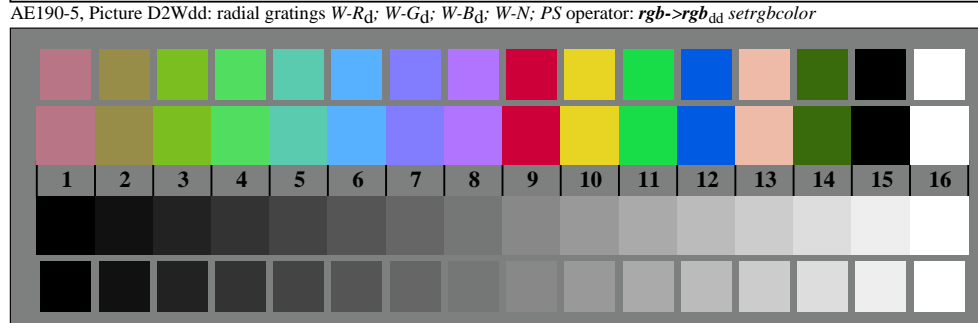 AE190-5, Picture D2Wdd: radial gratings W-Rd; W-Gd; W-Bd; W-N; PS operator: rgb->rgbdd setrgbcolor
1 2 3 4 5 6 7 8 9 10 11 12 13 14 15 16